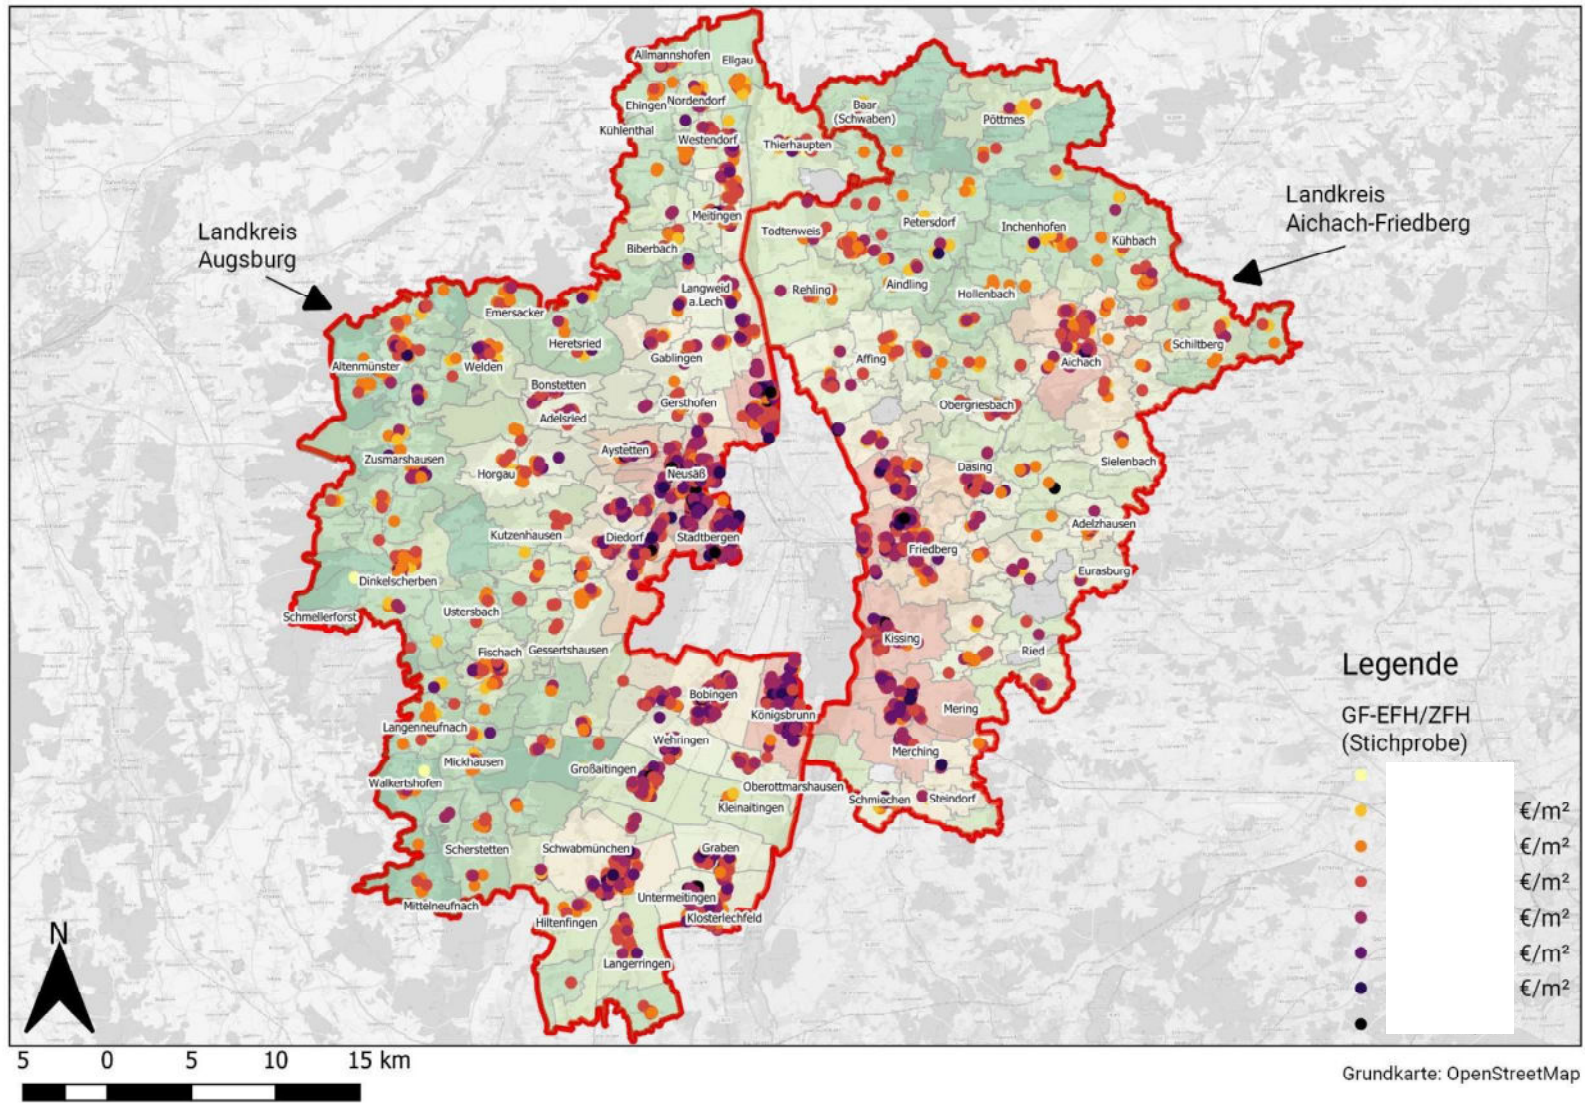 Allmannshofen
Ellgau
Ehingen
Nordendorf
Baar
(Schwaben)
Pöttmes
Kühlenthal
Westendorf
Thierhaupten
Landkreis
Aichach-Friedberg
Meitingen
Todtenweis
Petersdorf
Inchenhofen
Kühbach
Landkreis
Augsburg
Biberbach
Langweid
a.Lech
Rehling
Aindling
Hollenbach
Emersacker
Heretsried
Gablingen
Affing
Aichach
Schiltberg
Altenmünster
Welden
Bonstetten
Adelsried
Gersthofen
Obergriesbach
Zusmarshausen
Horgau
Aystetten
Neusäß
Dasing
Sielenbach
Kutzenhausen
Diedorf
Stadtbergen
Friedberg
Adelzhausen
Dinkelscherben
Eurasburg
Schmellerforst
Ustersbach
Kissing
Ried
Fischach
Gessertshausen
Legende
Bobingen
Königsbrunn
Mering
GF-EFH/ZFH
(Stichprobe)
Langenneufnach
Wehringen
Merching
Mickhausen
Großaitingen
Walkertshofen
Oberottmarshausen
Kleinaitingen
Schmiechen
Steindorf
€/m²
€/m²
€/m²
€/m²
€/m²
€/m²
Scherstetten
Schwabmünchen
Graben
Mittelneufnach
Untermeitingen
Hiltenfingen
Klosterlechfeld
Langerringen
N
5 0 5 10 15 km
Grundkarte: OpenStreetMap